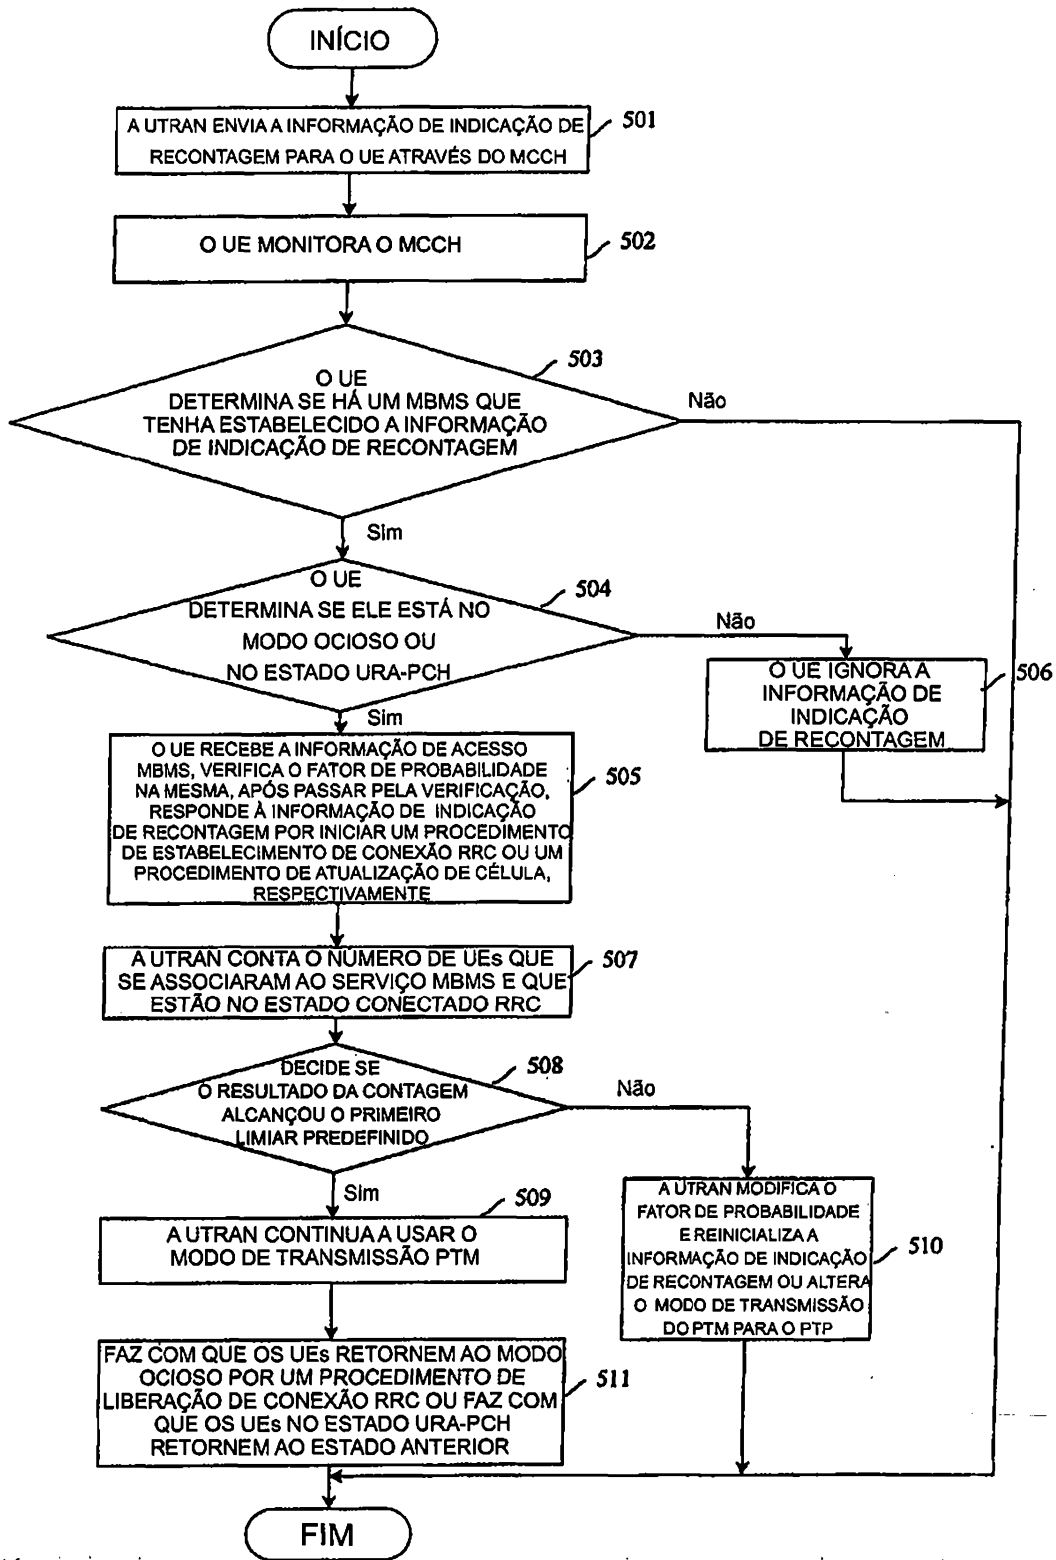 INÍCIO
A UTRAN ENVIA A INFORMAÇÃO DE INDICAÇÃO DE
RECONTAGEM PARA O UE ATRAVÉS DO MCCH
501
O UE MONITORA O MCCH
502
503
O UE
DETERMINA SE HÁ UM MBMS QUE
TENHA ESTABELECIDO A INFORMAÇÃO
DE INDICAÇÃO DE RECONTAGEM
Não
Sim
504
O UE
DETERMINA SE ELE ESTÁ NO
MODO OCIOSO OU
NO ESTADO URA-PCH
Não
Sim
O UE IGNORA A
INFORMAÇÃO DE
INDICAÇÃO
DE RECONTAGEM
506
O UE RECEBE A INFORMAÇÃO DE ACESSO
MBMS, VERIFICA O FATOR DE PROBABILIDADE
NA MESMA, APÓS PASSAR PELA VERIFICAÇÃO,
RESPONDE À INFORMAÇÃO DE INDICAÇÃO
DE RECONTAGEM POR INICIAR UM PROCEDIMENTO
DE ESTABELECIMENTO DE CONEXÃO RRC OU UM
PROCEDIMENTO DE ATUALIZAÇÃO DE CÉLULA,
RESPECTIVAMENTE
505
A UTRAN CONTA O NÚMERO DE UEs QUE
SE ASSOCIARAM AO SERVIÇO MBMS E QUE
ESTÃO NO ESTADO CONECTADO RRC
507
508
DECIDE SE
O RESULTADO DA CONTAGEM
ALCANÇOU O PRIMEIRO
LIMIAR PREDEFINIDO
Não
Sim
509
A UTRAN CONTINUA A USAR O
MODO DE TRANSMISSÃO PTM
A UTRAN MODIFICA O
FATOR DE PROBABILIDADE
E REINICIALIZA A
INFORMAÇÃO DE INDICAÇÃO
DE RECONTAGEM OU ALTERA
O MODO DE TRANSMISSÃO
DO PTM PARA O PTP
510
FAZ COM QUE OS UEs RETORNEM AO MODO
OCIOSO POR UM PROCEDIMENTO DE
LIBERAÇÃO DE CONEXÃO RRC OU FAZ COM
QUE OS UEs NO ESTADO URA-PCH
RETORNEM AO ESTADO ANTERIOR
511
FIM